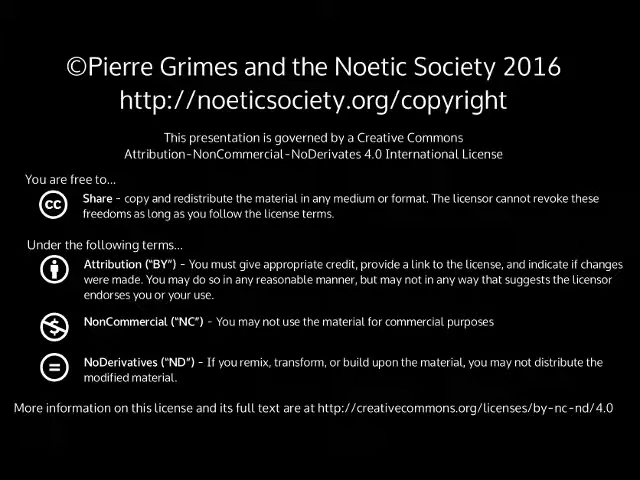 ©Pierre Grimes and the Noetic Society 2016
http://noeticsociety.org/copyright
This presentation is governed by a Creative Commons
Attribution-NonCommercial-NoDerivates 4.0 International License
You are free to...
cc
Share - copy and redistribute the material in any medium or format. The licensor cannot revoke these
freedoms as long as you follow the license terms.
Under the following terms...
Attribution ("BY") - You must give appropriate credit, provide a link to the license, and indicate if changes
were made. You may do so in any reasonable manner, but may not in any way that suggests the licensor
endorses you or your use.
NonCommercial ("NC") - You may not use the material for commercial purposes
NoDerivatives ("ND") - If you remix, transform, or build upon the material, you may not distribute the
modified material.
More information on this license and its full text are at http://creativecommons.org/licenses/by-nc-nd/4.0